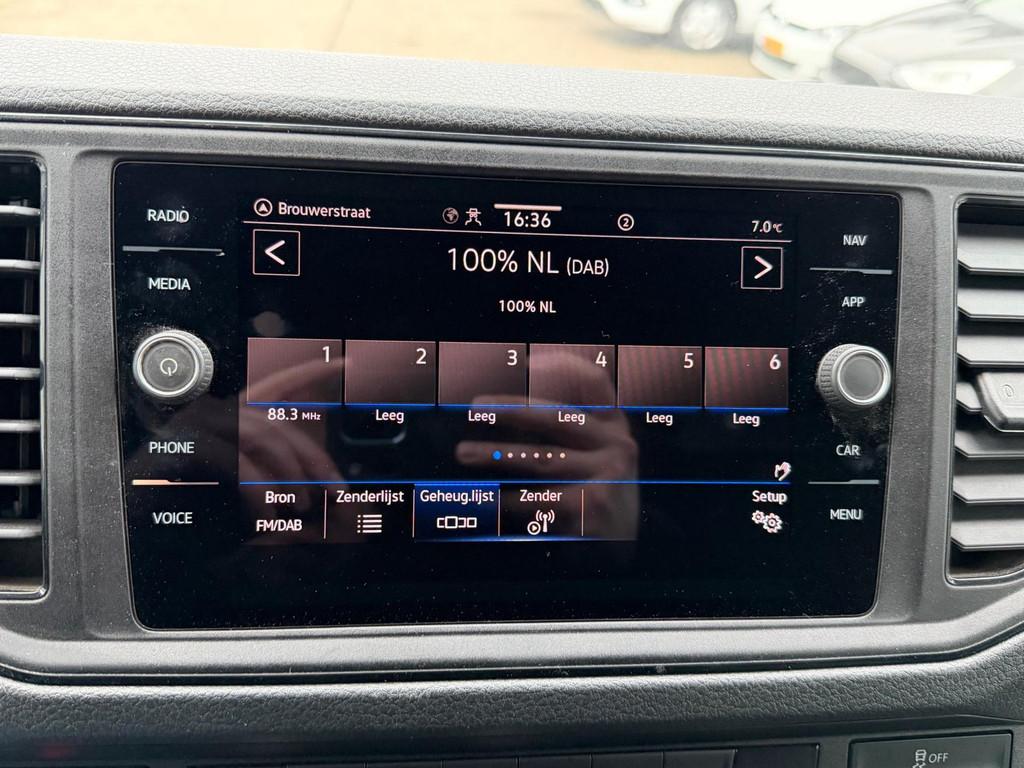 RADIO
MEDIA
PHONE
VOICE
Brouwerstraat
16:36
2
7.0°C
< 100% NL (DAB) >
100% NL
1 2 3 4 5 6
88.3 MHz Leeg Leeg Leeg Leeg Leeg
Bron Zenderlijst Geheug.lijst Zender Setup
FM/DAB
NAV
APP
CAR
MENU
OFF